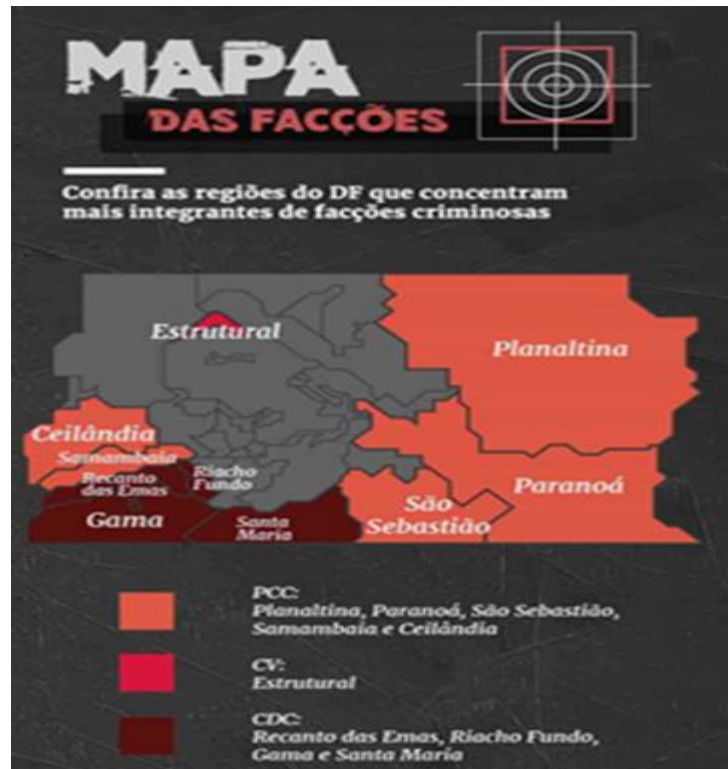 MAPA
DAS FACÇÕES
Confira as regiões do DF que concentram
mais integrantes de facções criminosas
Estrutural
Planaltina
Ceilândia
Samambaia
Recanto
das Emas
Riacho
Fundo
Paranoá
São
Sebastião
Gama
Santa
Maria
PCC:
Planaltina, Paranoá, São Sebastião,
Samambaia e Ceilândia
CV:
Estrutural
CDC:
Recanto das Emas, Riacho Fundo,
Gama e Santa Maria